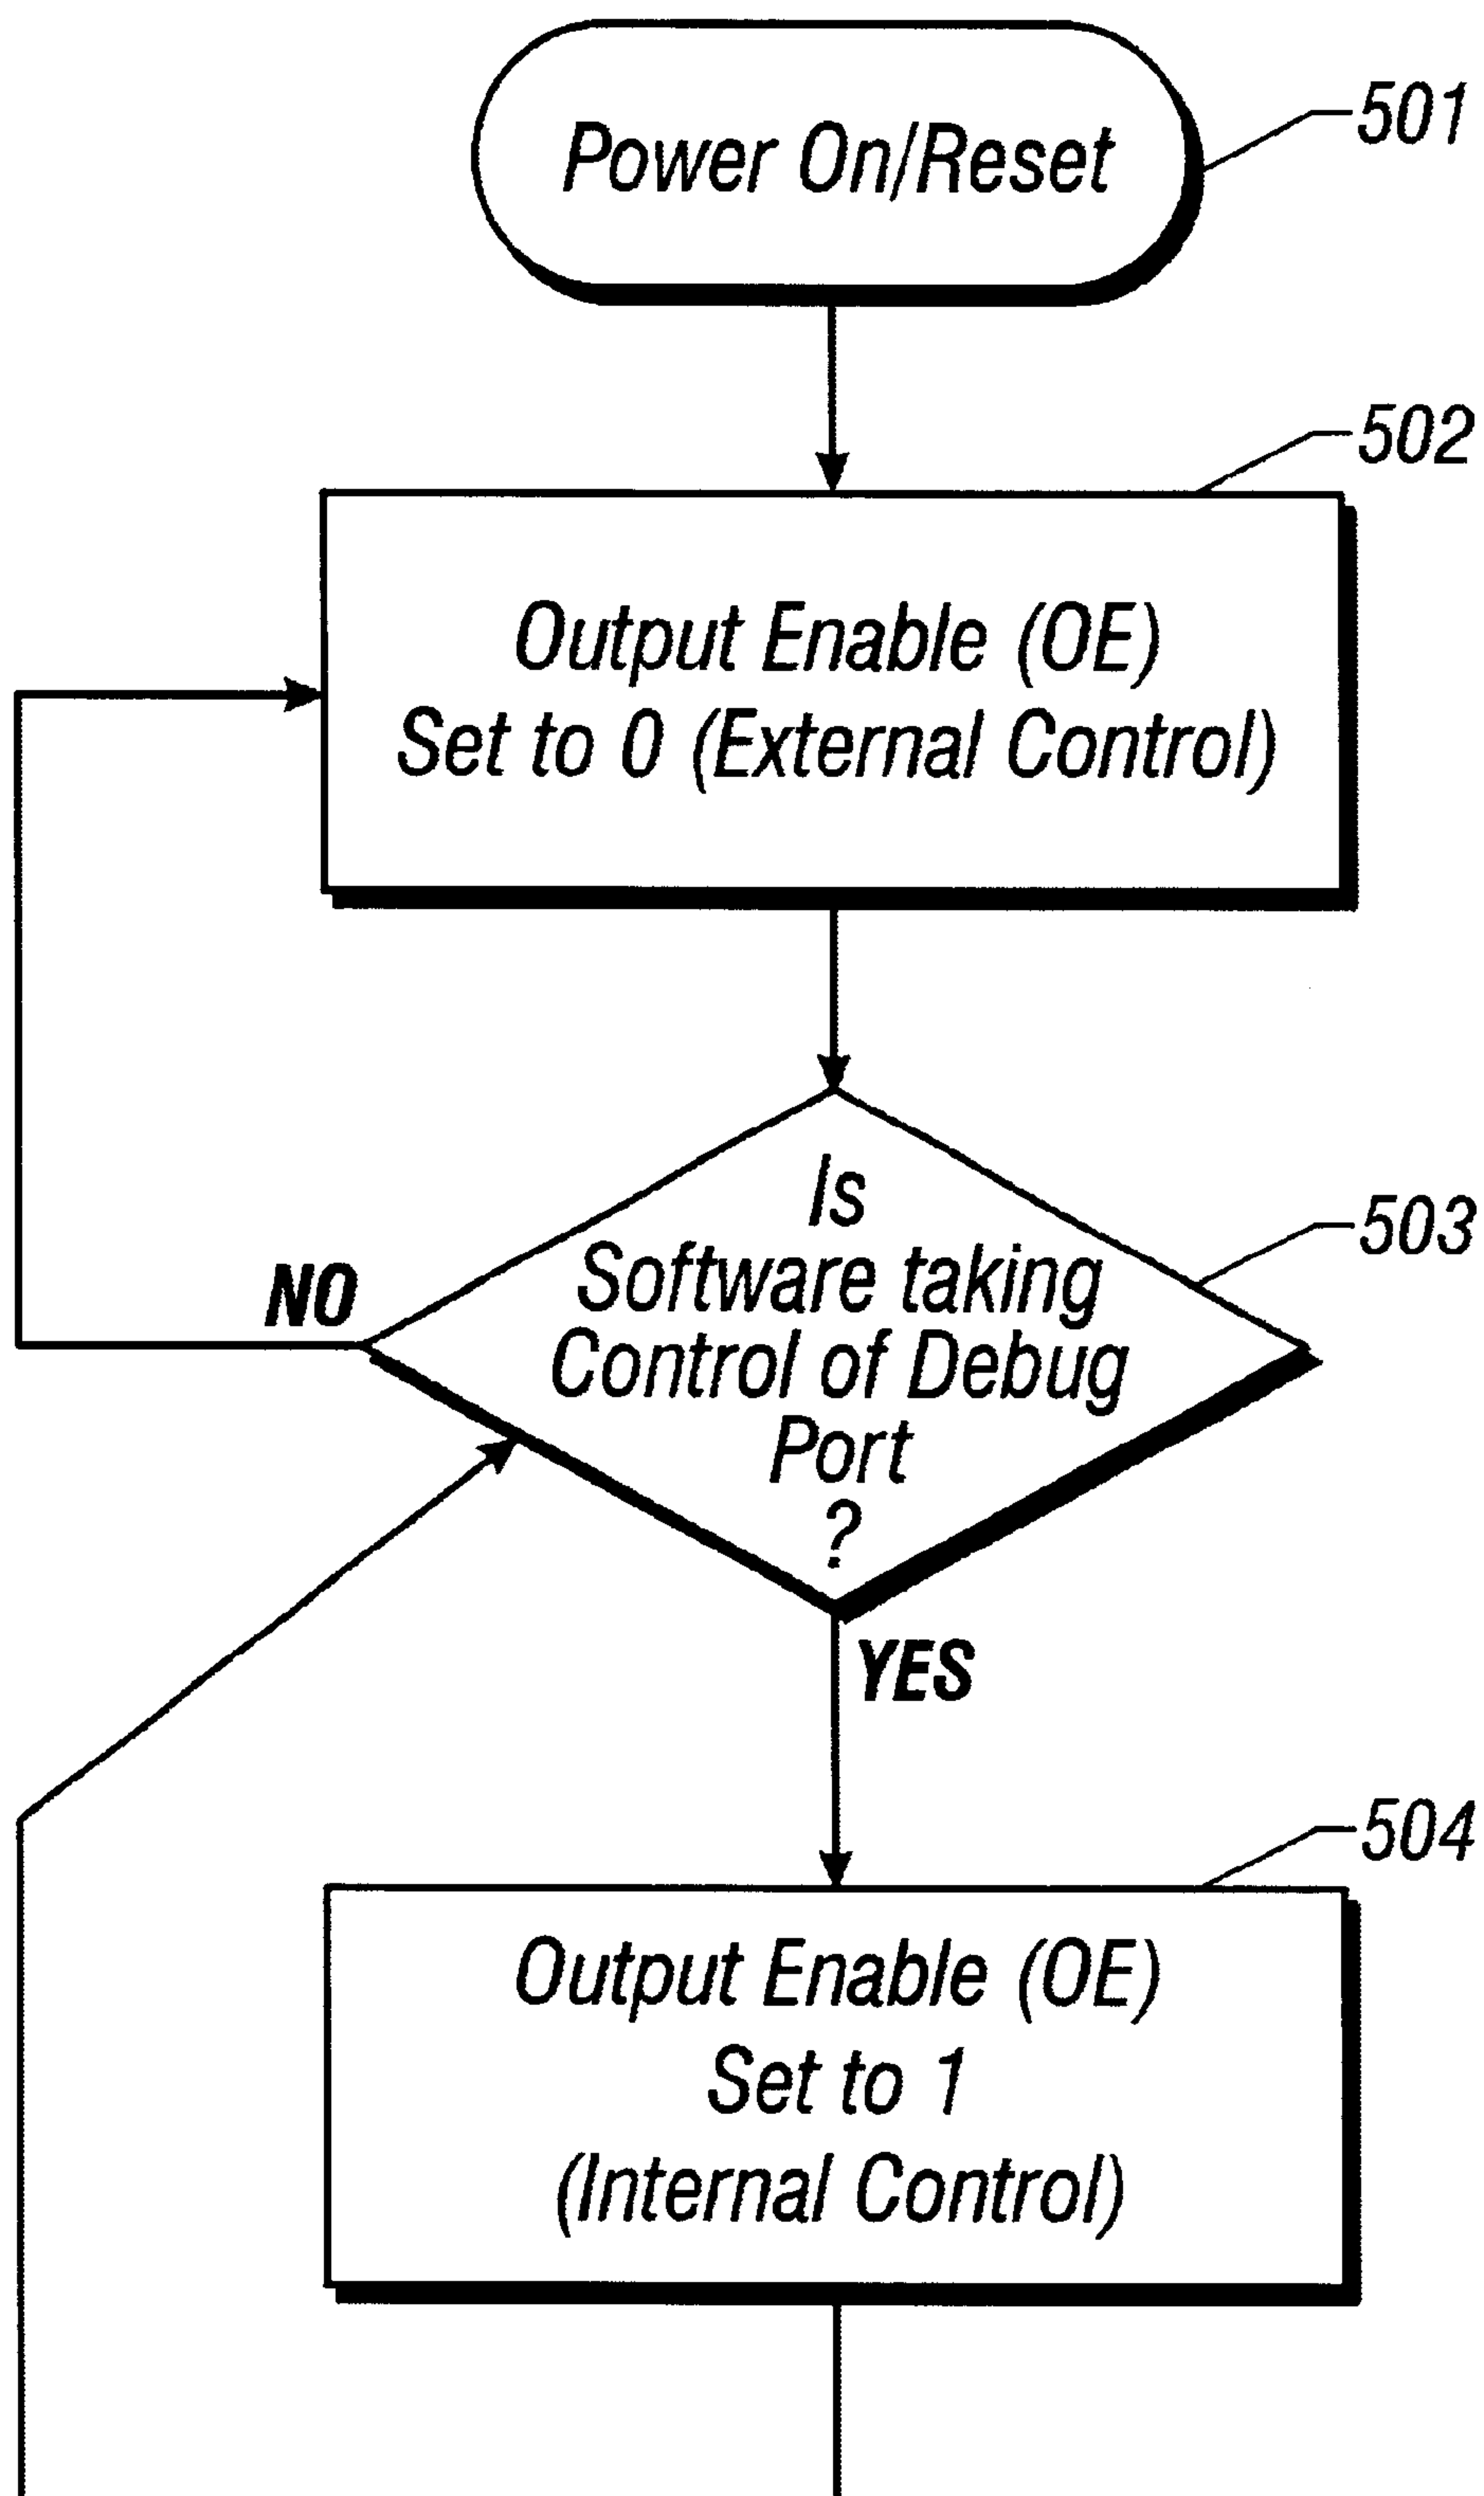 Power On/Reset
501
502
Output Enable (OE)
Set to 0 (External Control)
503
Is
Software taking
Control of Debug
Port
?
NO
YES
504
Output Enable (OE)
Set to 1
(Internal Control)